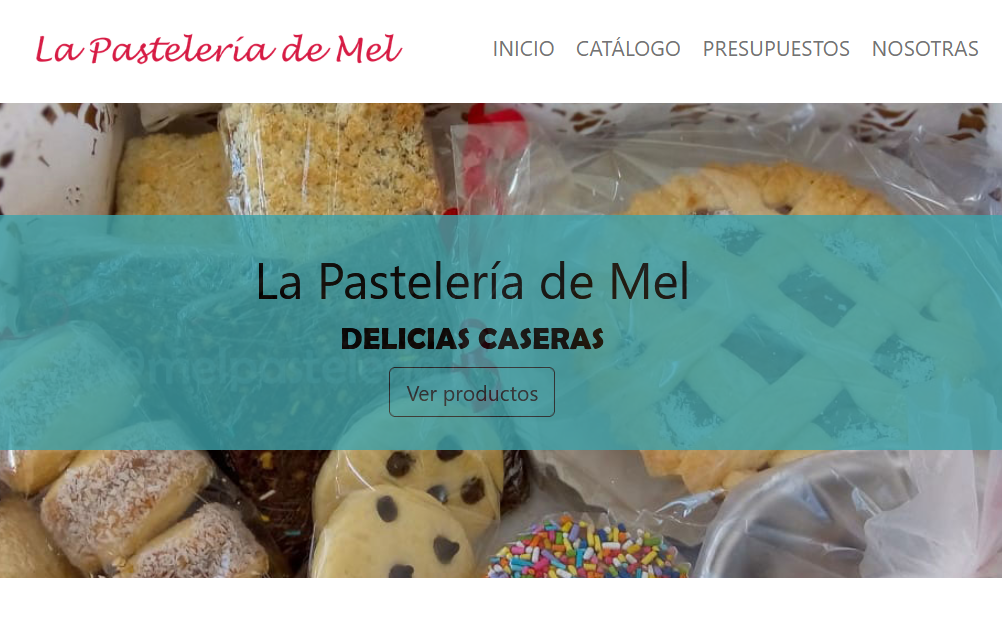 La Pastelería de Mel
INICIO CATÁLOGO PRESUPUESTOS NOSOTRAS
La Pastelería de Mel
DELICIAS CASERAS
Ver productos